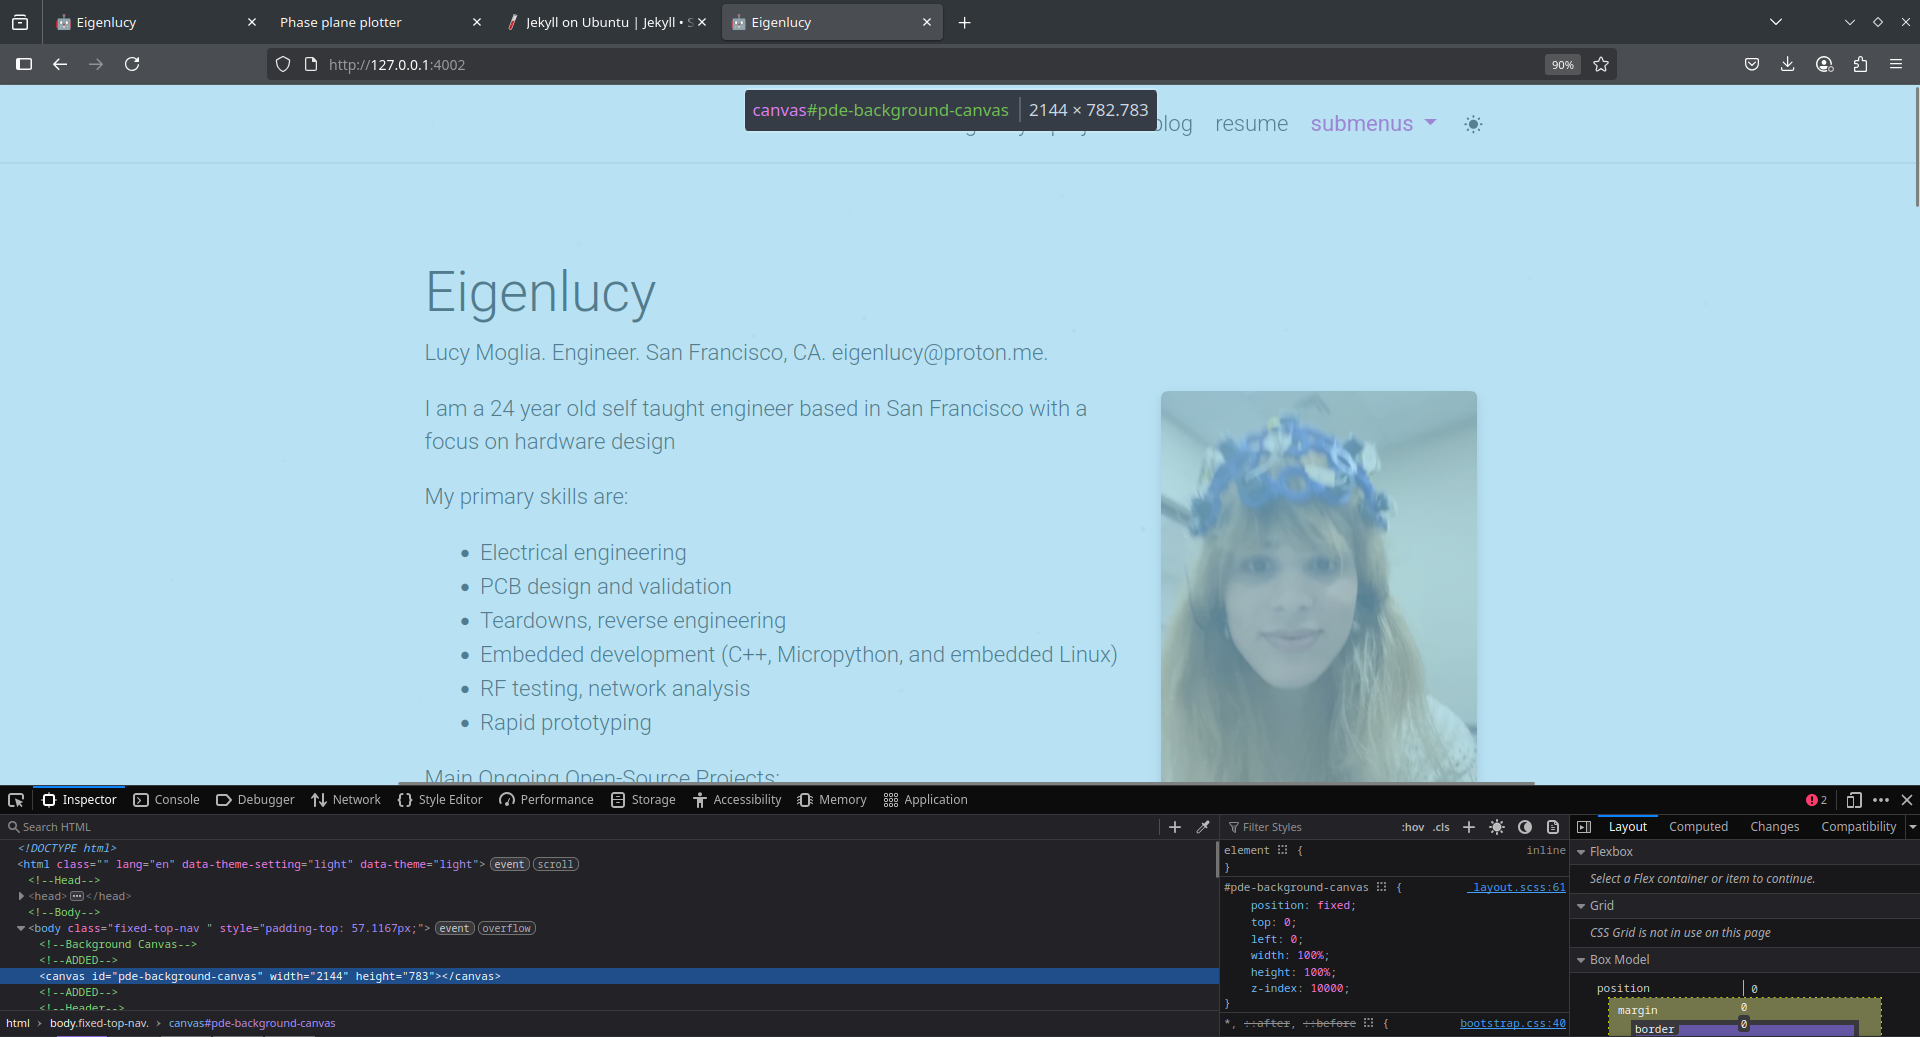 Eigenlucy
Phase plane plotter
Jekyll on Ubuntu | Jekyll • S
Eigenlucy
http://127.0.0.1:4002
90%
canvas#pde-background-canvas 2144 × 782.783
blog
resume
submenus
Eigenlucy
Lucy Moglia. Engineer. San Francisco, CA. eigenlucy@proton.me.
I am a 24 year old self taught engineer based in San Francisco with a
focus on hardware design
My primary skills are:
• Electrical engineering
• PCB design and validation
• Teardowns, reverse engineering
• Embedded development (C++, Micropython, and embedded Linux)
• RF testing, network analysis
• Rapid prototyping
Main Ongoing Open-Source Projects:
Inspector Console Debugger Network Style Editor Performance Storage Accessibility Memory Application 2
Search HTML
<!DOCTYPE html>
<html class="" lang="en" data-theme-setting="light" data-theme="light"> event scroll
<!--Head-->
<head> ••• </head>
<!--Body-->
<body class="fixed-top-nav " style="padding-top: 57.1167px;"> event overflow
<!--Background Canvas-->
<!--ADDED-->
<canvas id="pde-background-canvas" width="2144" height="783"></canvas>
<!--ADDED-->
<!--Header-->
html › body.fixed-top-nav. › canvas#pde-background-canvas
Filter Styles :hov .cls
element { inline
}
#pde-background-canvas { _layout.scss:61
position: fixed;
top: 0;
left: 0;
width: 100%;
height: 100%;
z-index: 10000;
}
*, ::after, ::before { bootstrap.css:40
Layout Computed Changes Compatibility
Flexbox
Select a Flex container or item to continue.
Grid
CSS Grid is not in use on this page
Box Model
position 0
margin 0
border 0